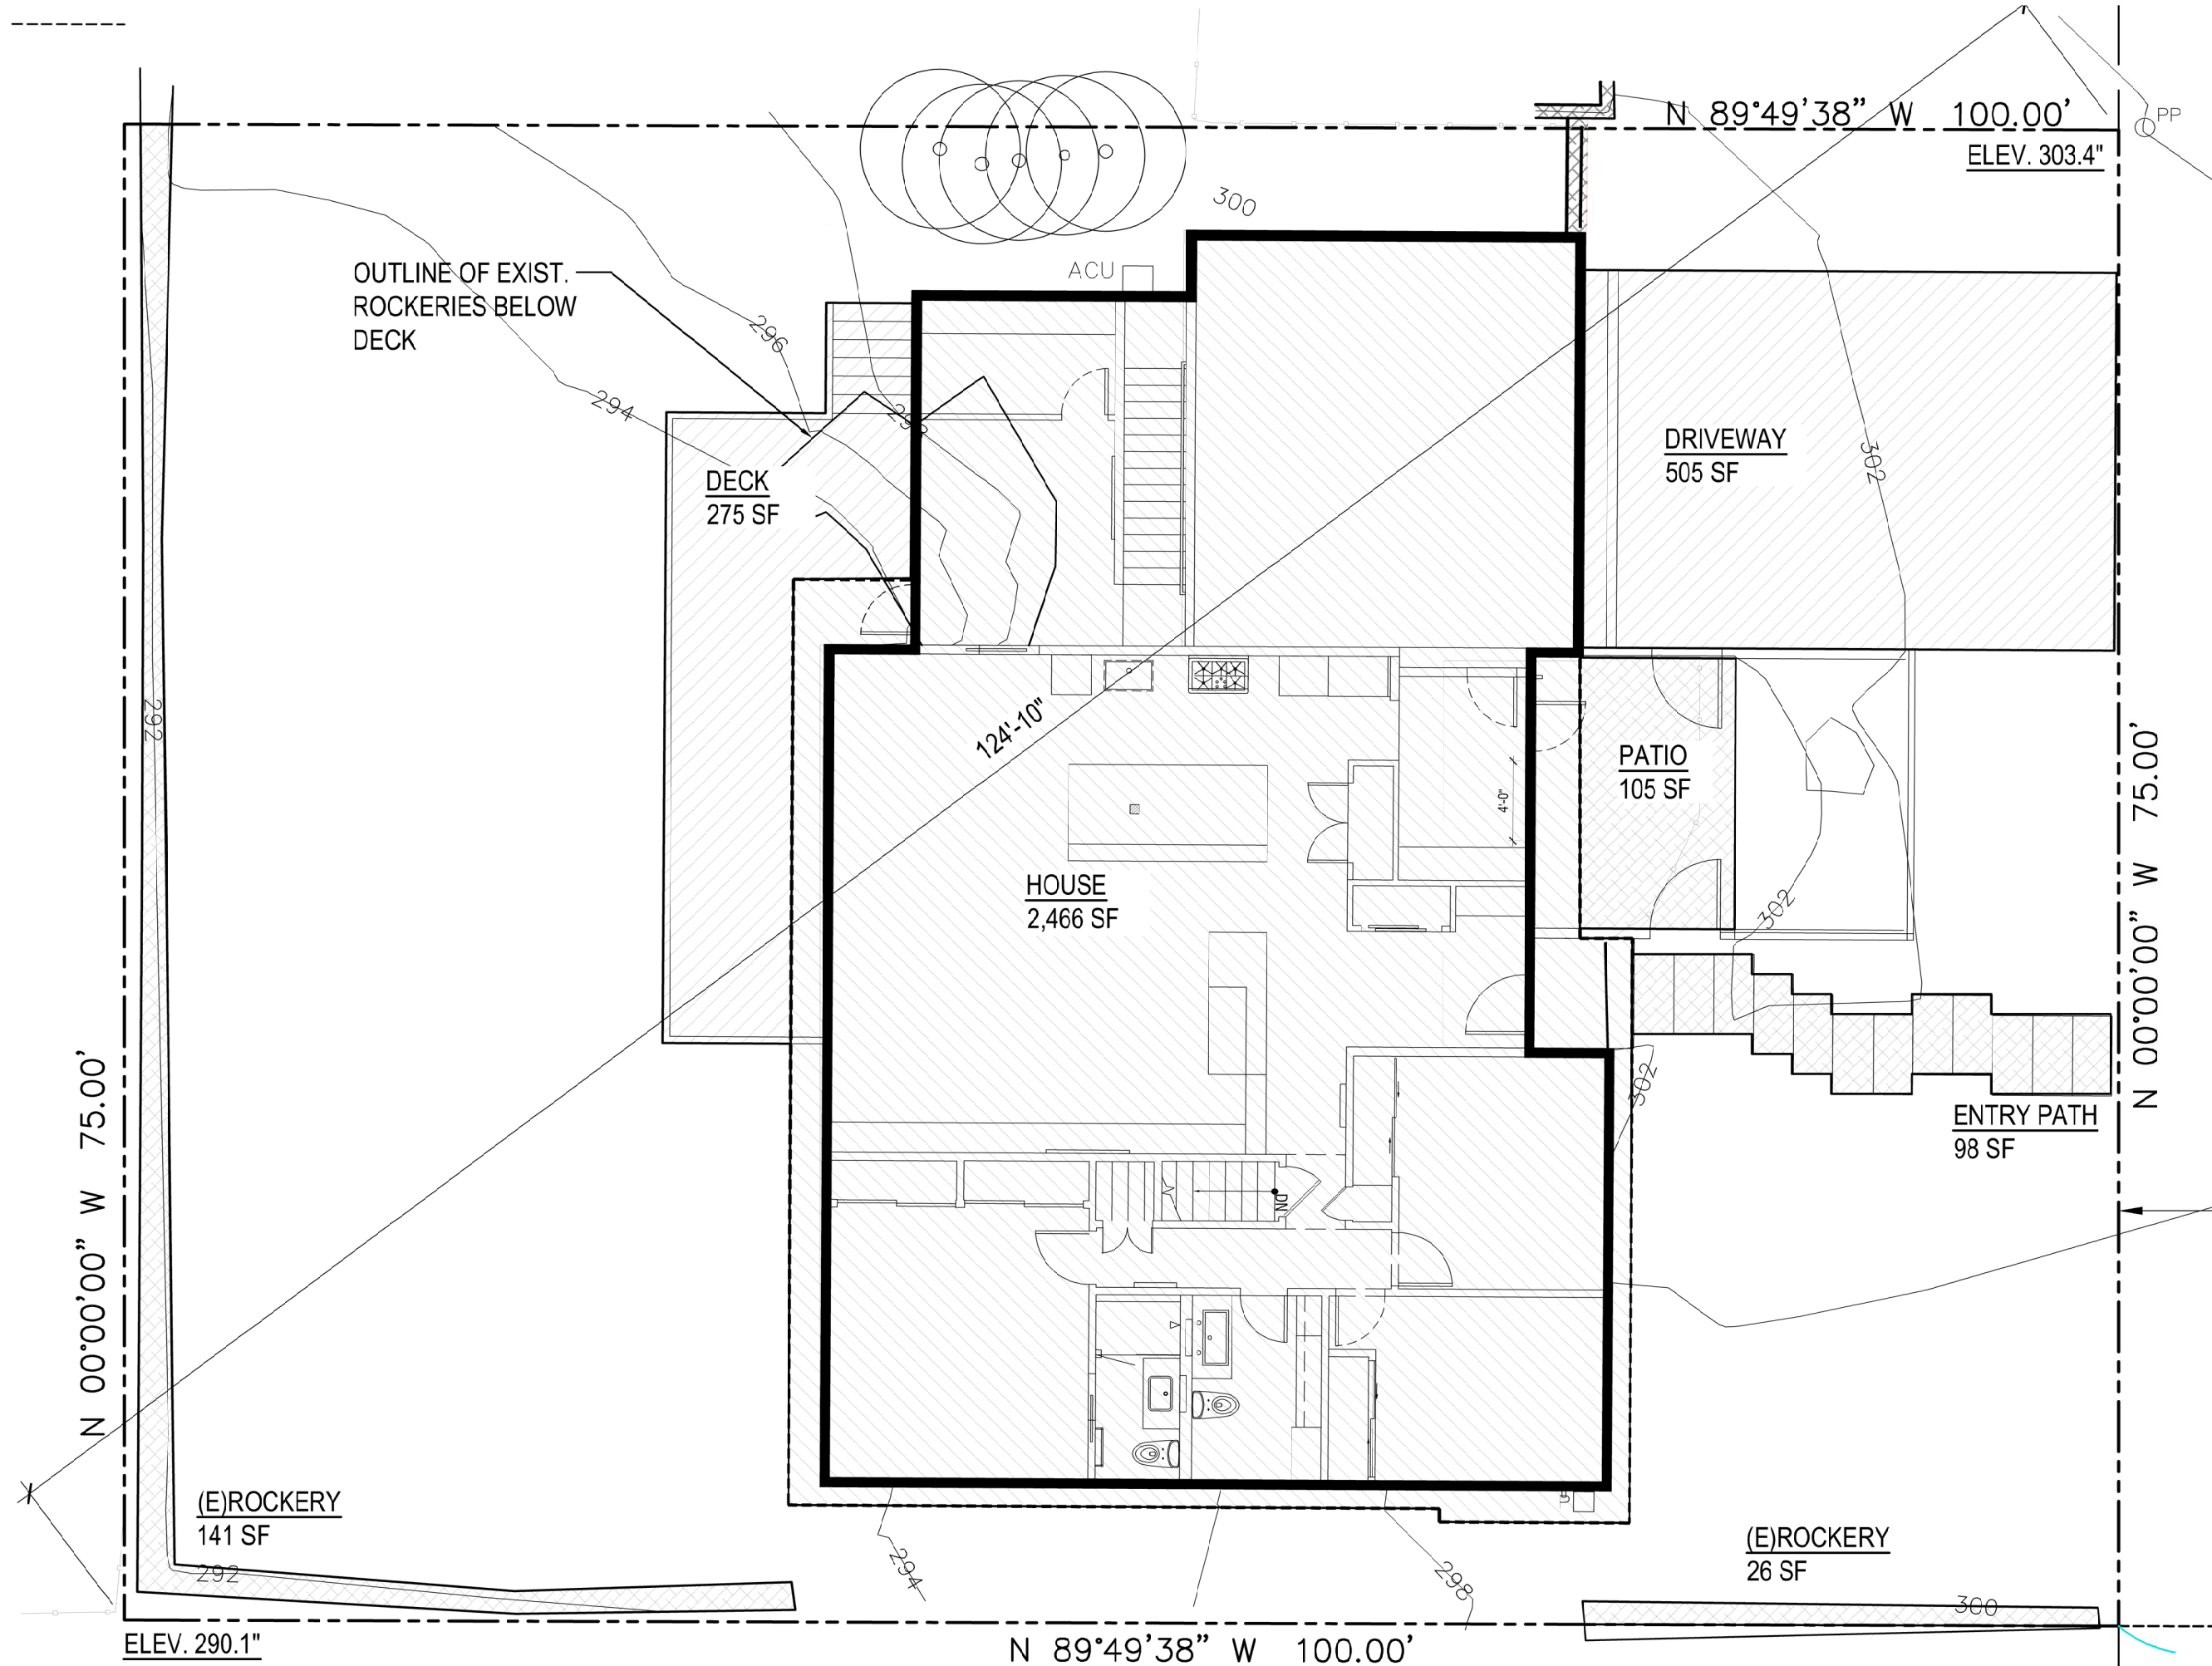 N 89°49'38" W 100.00'
PP
ELEV. 303.4"
300
ACU
OUTLINE OF EXIST.
ROCKERIES BELOW
DECK
296
294
DRIVEWAY
505 SF
302
DECK
275 SF
292
124'-10"
PATIO
105 SF
4'-0"
N 00°00'00" W 75.00'
HOUSE
2,466 SF
302
N 00°00'00" W 75.00'
302
ENTRY PATH
98 SF
DN
(E)ROCKERY
141 SF
292
294
298
(E)ROCKERY
26 SF
300
ELEV. 290.1"
N 89°49'38" W 100.00'